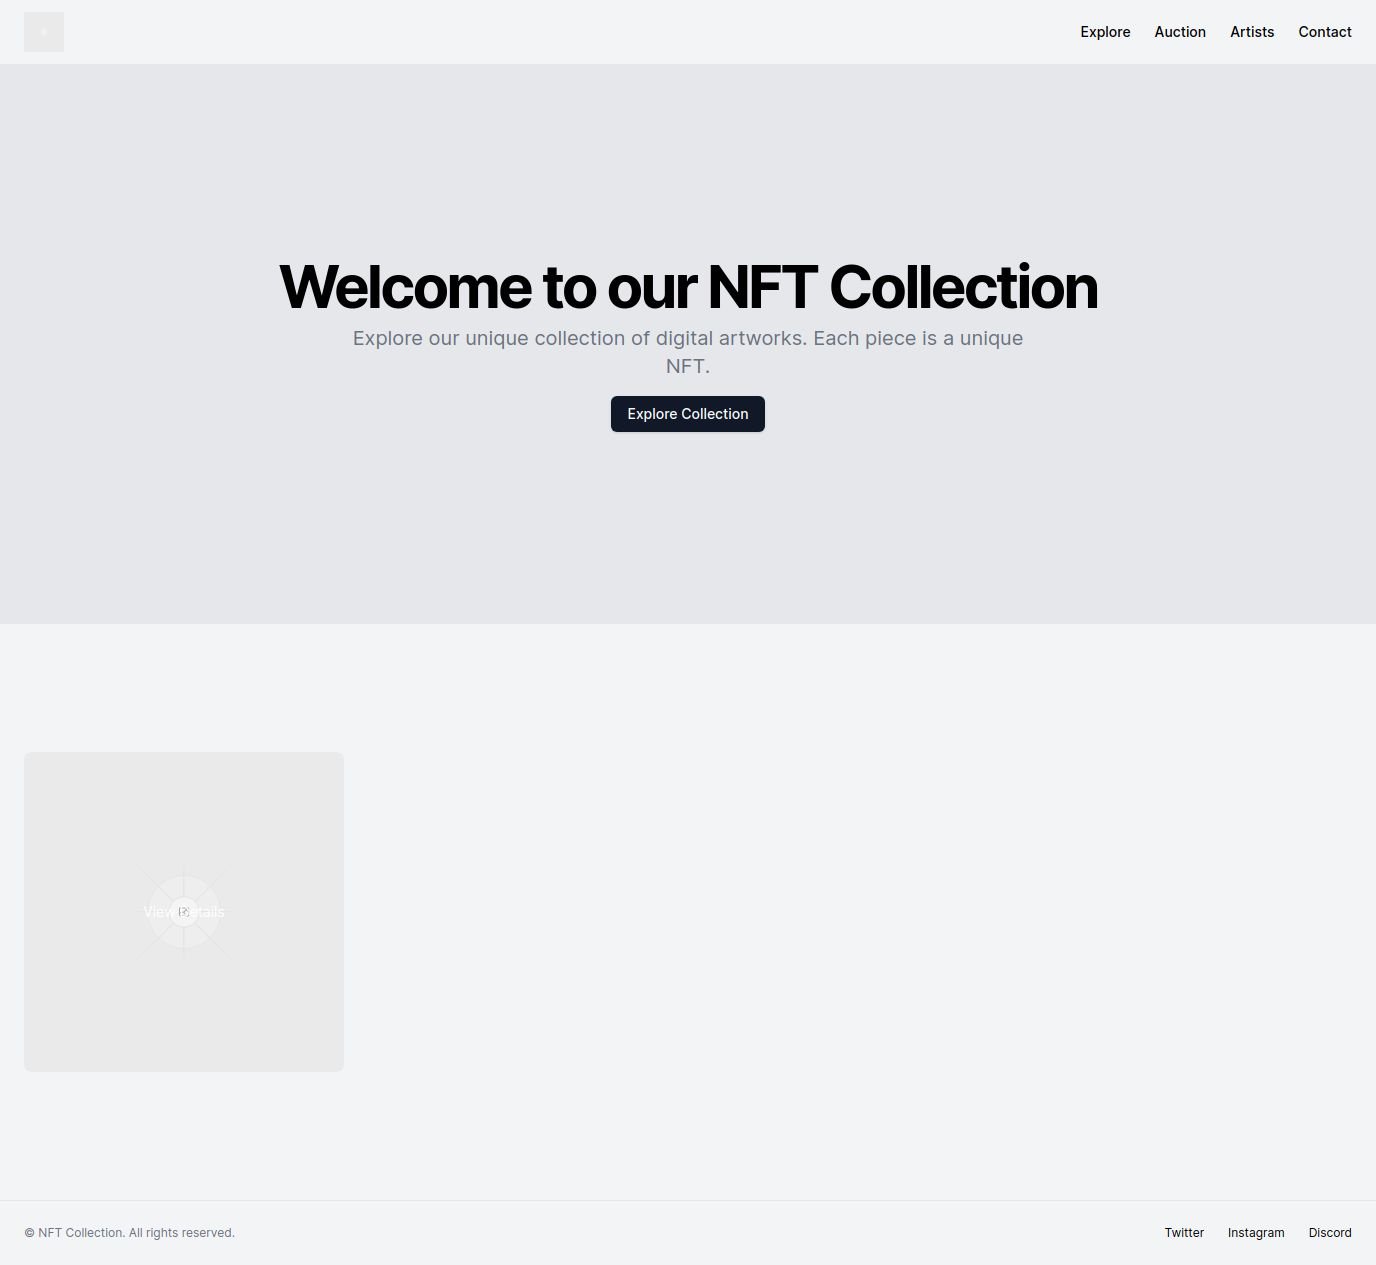 Explore Auction Artists Contact
Welcome to our NFT Collection
Explore our unique collection of digital artworks. Each piece is a unique
NFT.
Explore Collection
View Details
© NFT Collection. All rights reserved.
Twitter Instagram Discord